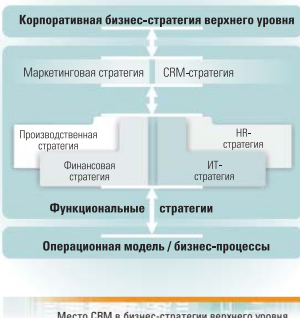 Корпоративная бизнес-стратегия верхнего уровня
Маркетинговая стратегия CRM-стратегия
Производственная
стратегия
HR-
стратегия
Финансовая
стратегия
ИТ-
стратегия
Функциональные стратегии
Операционная модель / бизнес-процессы
Место CRM в бизнес-стратегии верхнего уровня